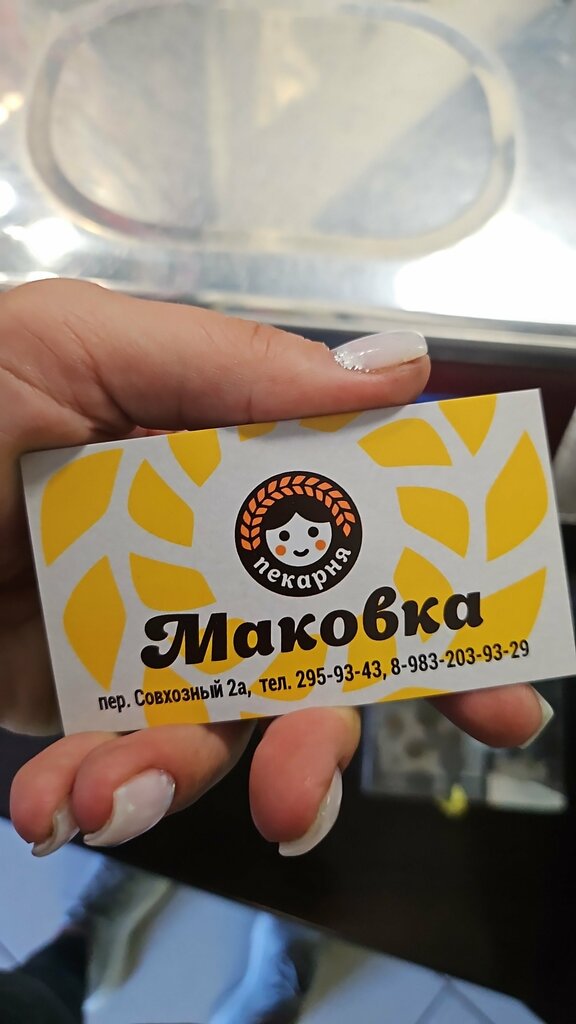 пекарня
Маковка
пер. Совхозный 2а, тел. 295-93-43, 8-983-203-93-29